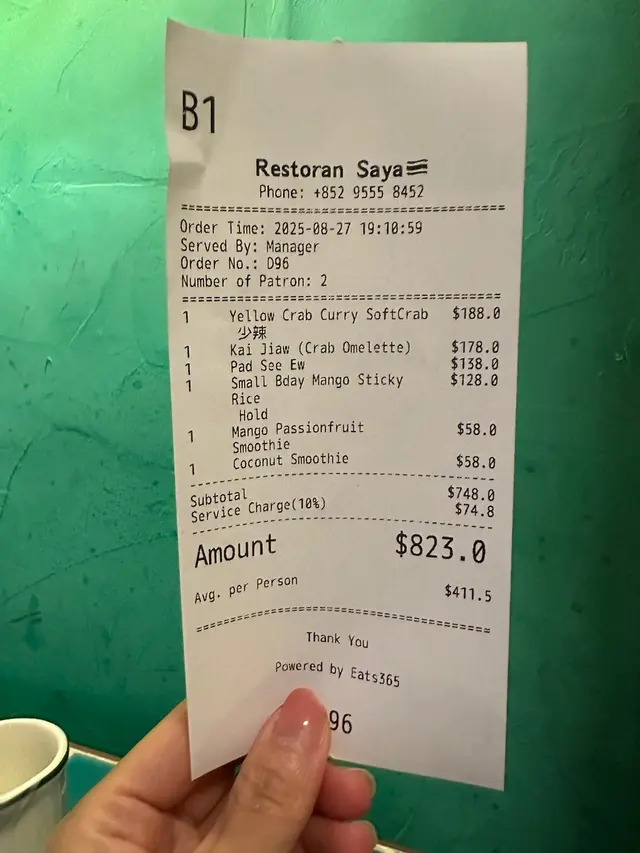 B1
Restoran Saya
Phone: +852 9555 8452
Order Time: 2025-08-27 19:10:59
Served By: Manager
Order No.: D96
Number of Patron: 2
1 Yellow Crab Curry SoftCrab $188.0
少辣
1 Kai Jiaw (Crab Omelette) $178.0
1 Pad See Ew $138.0
1 Small Bday Mango Sticky $128.0
Rice
Hold
1 Mango Passionfruit $58.0
Smoothie
1 Coconut Smoothie $58.0
Subtotal $748.0
Service Charge(10%) $74.8
Amount $823.0
Avg. per Person $411.5
Thank You
Powered by Eats365
96